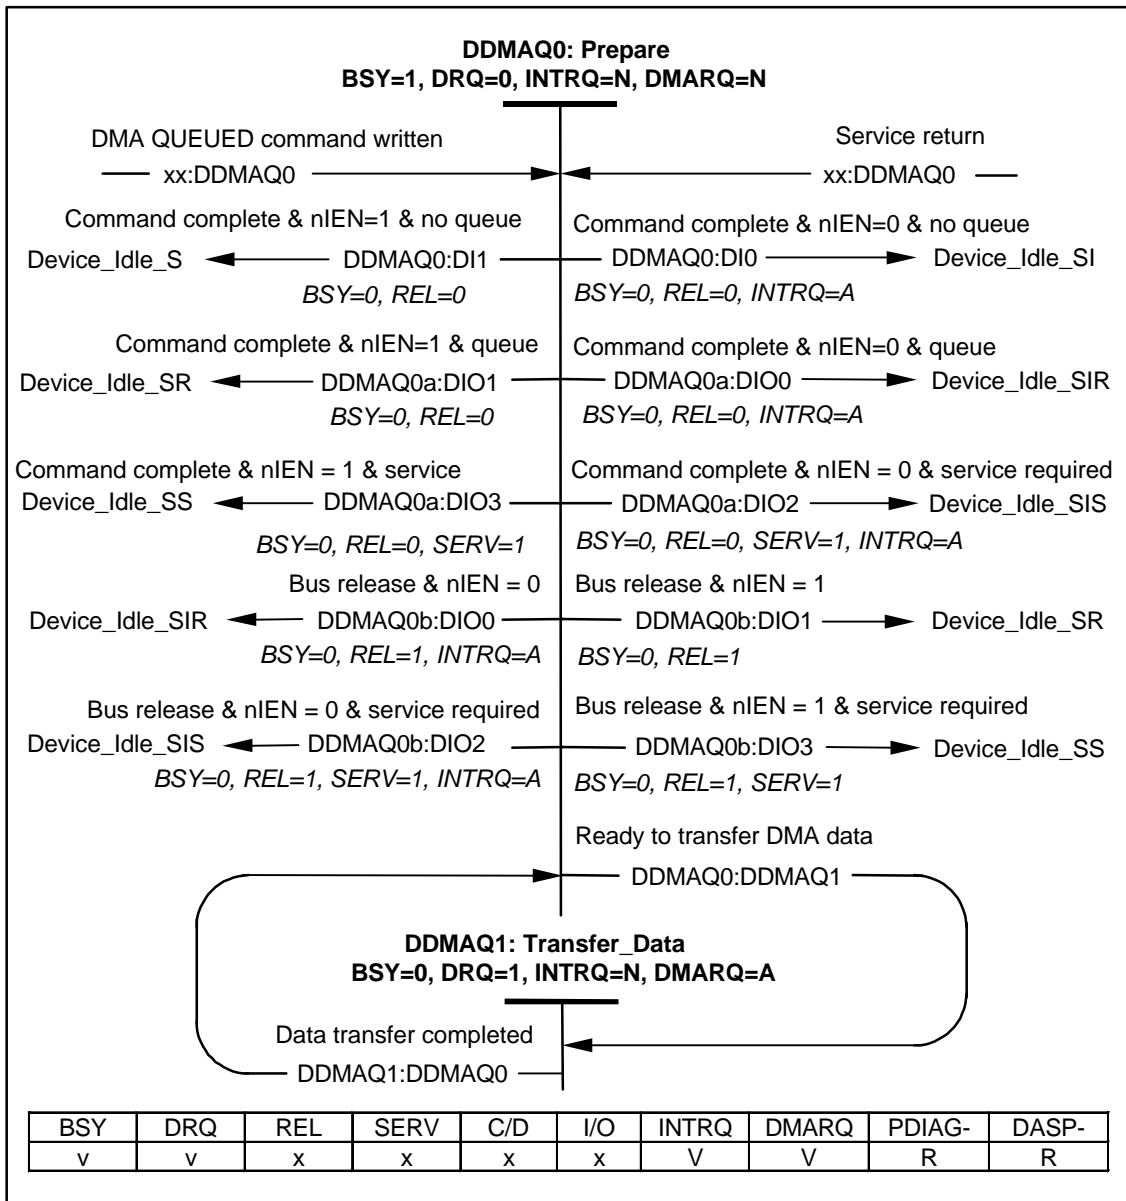 DDMAQ0: Prepare
BSY=1, DRQ=0, INTRQ=N, DMARQ=N
DMA QUEUED command written
xx:DDMAQ0
Service return
xx:DDMAQ0
Command complete & nIEN=1 & no queue
Device_Idle_S
DDMAQ0:DI1
BSY=0, REL=0
Command complete & nIEN=0 & no queue
DDMAQ0:DI0
Device_Idle_SI
BSY=0, REL=0, INTRQ=A
Command complete & nIEN=1 & queue
Device_Idle_SR
DDMAQ0a:DIO1
BSY=0, REL=0
Command complete & nIEN=0 & queue
DDMAQ0a:DIO0
Device_Idle_SIR
BSY=0, REL=0, INTRQ=A
Command complete & nIEN = 1 & service
Device_Idle_SS
DDMAQ0a:DIO3
BSY=0, REL=0, SERV=1
Command complete & nIEN = 0 & service required
DDMAQ0a:DIO2
Device_Idle_SIS
BSY=0, REL=0, SERV=1, INTRQ=A
Bus release & nIEN = 0
Device_Idle_SIR
DDMAQ0b:DIO0
BSY=0, REL=1, INTRQ=A
Bus release & nIEN = 1
DDMAQ0b:DIO1
Device_Idle_SR
BSY=0, REL=1
Bus release & nIEN = 0 & service required
Device_Idle_SIS
DDMAQ0b:DIO2
BSY=0, REL=1, SERV=1, INTRQ=A
Bus release & nIEN = 1 & service required
DDMAQ0b:DIO3
Device_Idle_SS
BSY=0, REL=1, SERV=1
Ready to transfer DMA data
DDMAQ0:DDMAQ1
DDMAQ1: Transfer_Data
BSY=0, DRQ=1, INTRQ=N, DMARQ=A
Data transfer completed
DDMAQ1:DDMAQ0
BSY DRQ REL SERV C/D I/O INTRQ DMARQ PDIAG- DASP-
v v x x x x V V R R